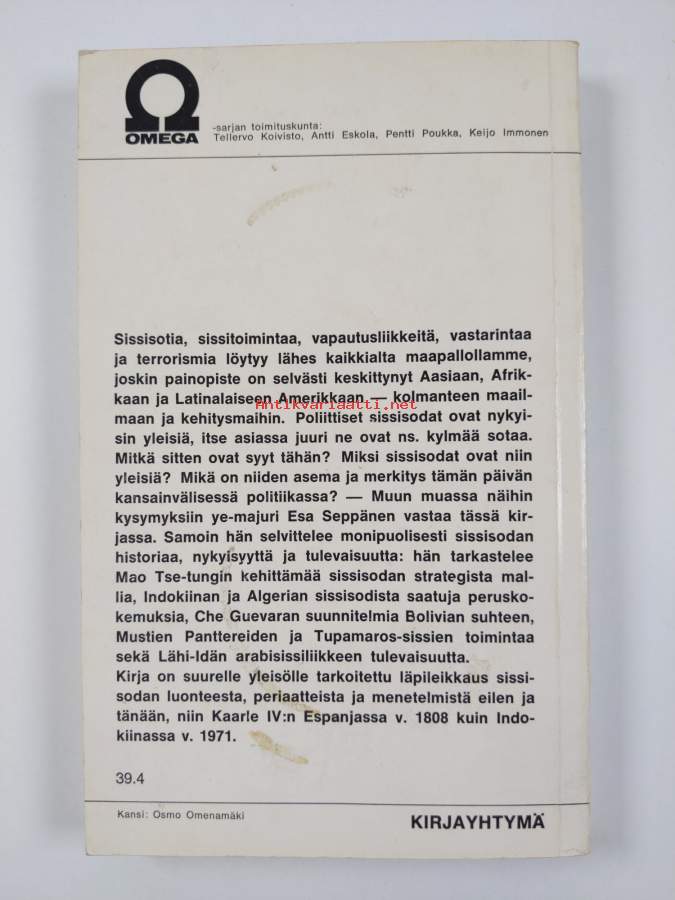 OMEGA
-sarjan toimituskunta:
Tellervo Koivisto, Antti Eskola, Pentti Poukka, Keijo Immonen
Sissisotia, sissitoimintaa, vapautusliikkeitä, vastarintaa
ja terrorismia löytyy lähes kaikkialta maapallollamme,
joskin painopiste on selvästi keskittynyt Aasiaan, Afrik-
kaan ja Latinalaiseen Amerikkaan — kolmanteen maail-
Antikvariaatti.net
maan ja kehitysmaihin. Poliittiset sissisodat ovat nykyi-
sin yleisiä, itse asiassa juuri ne ovat ns. kylmää sotaa.
Mitkä sitten ovat syyt tähän? Miksi sissisodat ovat niin
yleisiä? Mikä on niiden asema ja merkitys tämän päivän
kansainvälisessä politiikassa? — Muun muassa näihin
kysymyksiin ye-majuri Esa Seppänen vastaa tässä kir-
jassa. Samoin hän selvittelee monipuolisesti sissisodan
historiaa, nykyisyyttä ja tulevaisuutta: hän tarkastelee
Mao Tse-tungin kehittämää sissisodan strategista mal-
lia, Indokiinan ja Algerian sissisodista saatuja perusko-
kemuksia, Che Guevaran suunnitelmia Bolivian suhteen,
Mustien Panttereiden ja Tupamaros-sissien toimintaa
sekä Lähi-Idän arabisissiliikkeen tulevaisuutta.
Kirja on suurelle yleisölle tarkoitettu läpileikkaus sissi-
sodan luonteesta, periaatteista ja menetelmistä eilen ja
tänään, niin Kaarle IV:n Espanjassa v. 1808 kuin Indo-
kiinassa v. 1971.
39.4
Kansi: Osmo Omenamäki
KIRJAYHTYMÄ